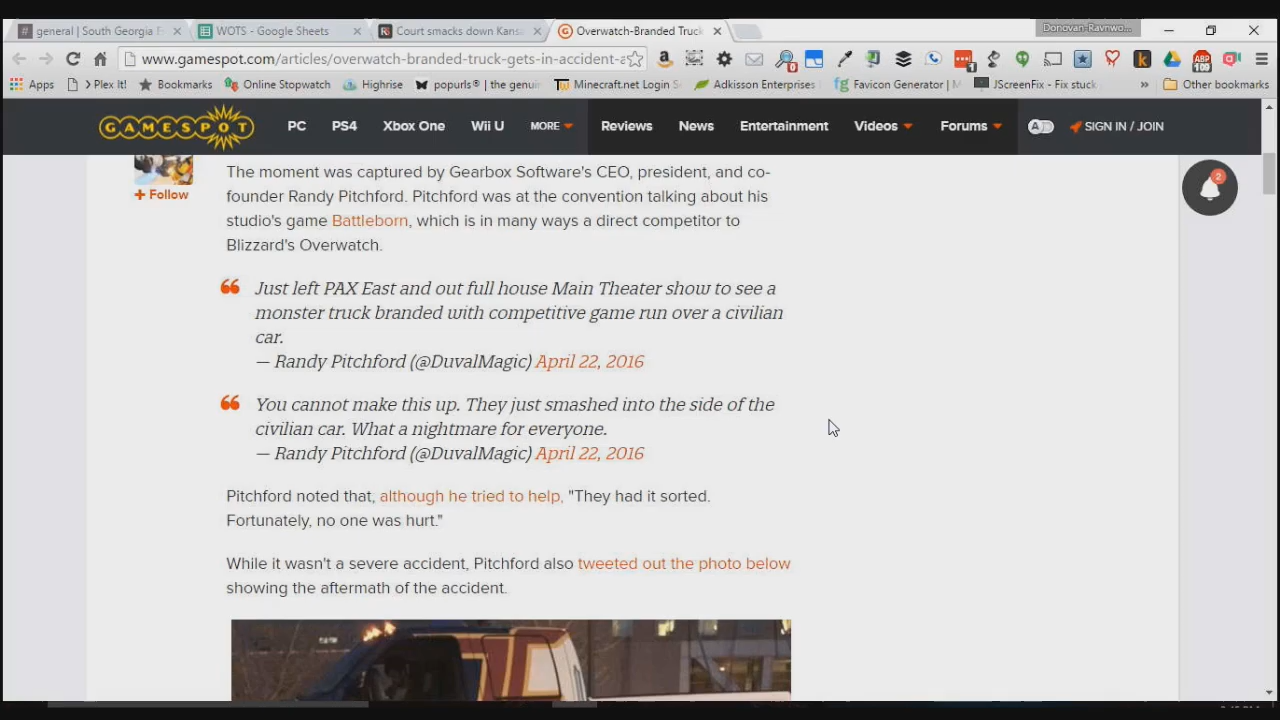 general | South Georgia F
WOTS - Google Sheets
Court smacks down Kansa
Overwatch-Branded Truck
Donovan-Ravnwo...
www.gamespot.com/articles/overwatch-branded-truck-gets-in-accident-a
Apps
> Plex It!
Bookmarks
Online Stopwatch
Highrise
popurls® | the genuin
Minecraft.net Login S
Adkisson Enterprises
Favicon Generator | M
JScreenFix - Fix stuck
»
Other bookmarks
GAMESPOT
PC
PS4
Xbox One
Wii U
MORE
Reviews
News
Entertainment
Videos
Forums
SIGN IN / JOIN
+ Follow
2
The moment was captured by Gearbox Software's CEO, president, and co-
founder Randy Pitchford. Pitchford was at the convention talking about his
studio's game Battleborn, which is in many ways a direct competitor to
Blizzard's Overwatch.
Just left PAX East and out full house Main Theater show to see a
monster truck branded with competitive game run over a civilian
car.
— Randy Pitchford (@DuvalMagic) April 22, 2016
You cannot make this up. They just smashed into the side of the
civilian car. What a nightmare for everyone.
— Randy Pitchford (@DuvalMagic) April 22, 2016
Pitchford noted that, although he tried to help, "They had it sorted.
Fortunately, no one was hurt."
While it wasn't a severe accident, Pitchford also tweeted out the photo below
showing the aftermath of the accident.